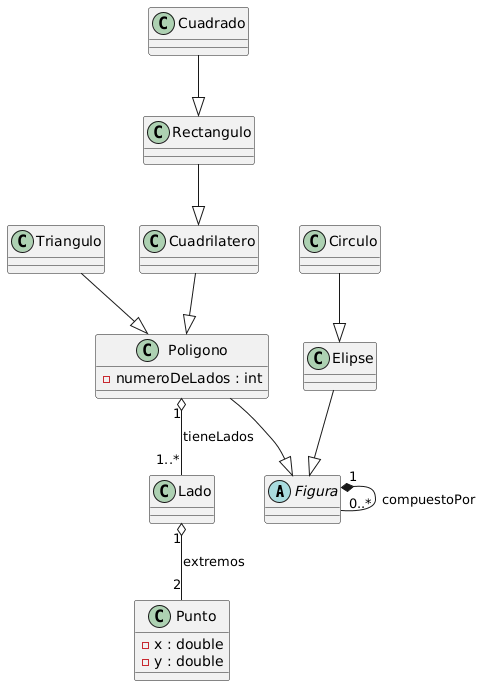 C Cuadrado
C Rectangulo
C Triangulo
C Cuadrilatero
C Circulo
C Poligono
numeroDeLados : int
C Elipse
1
tieneLados
1..*
C Lado
A Figura
1
0..*
compuestoPor
1
extremos
2
C Punto
x : double
y : double